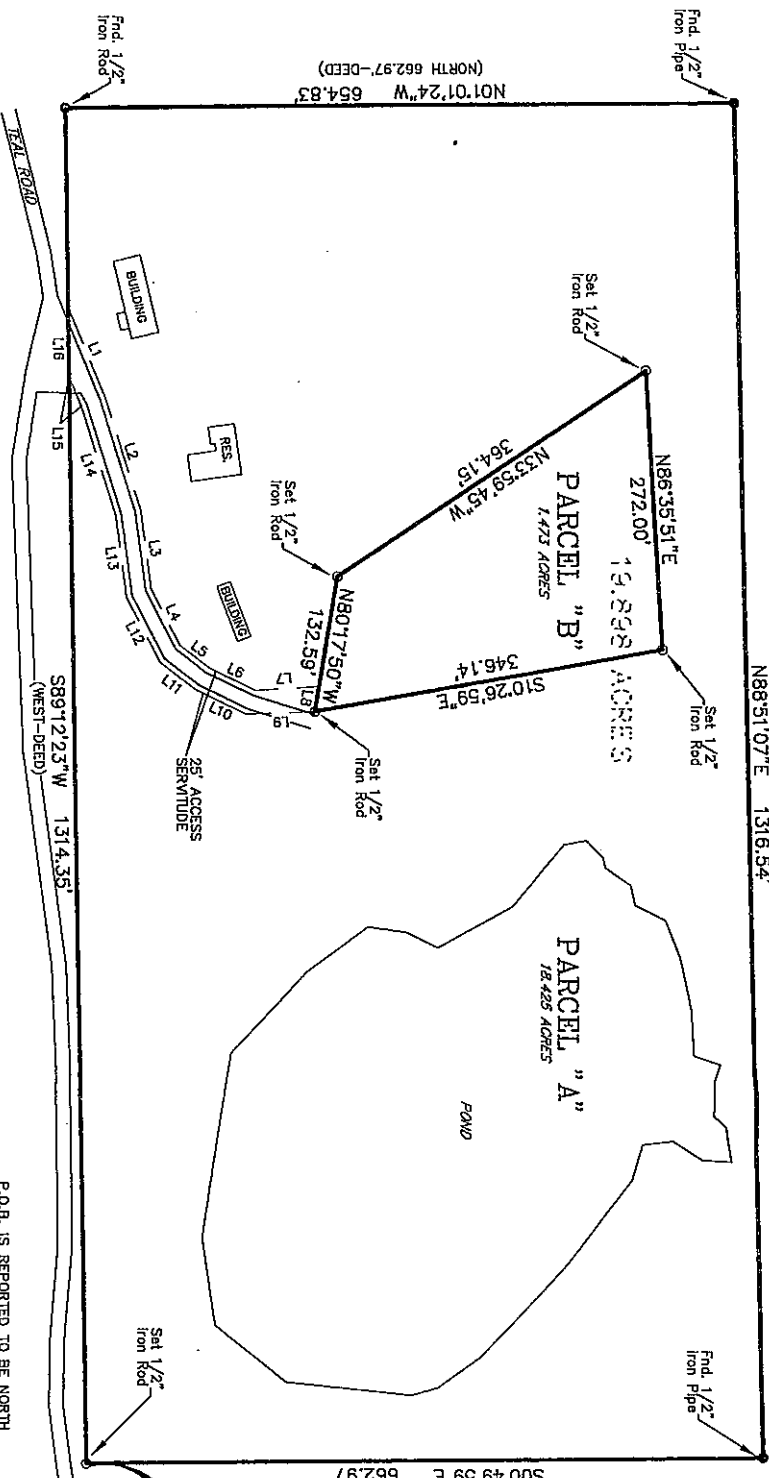 N88°51'07"E 1316.54'
Fnd. 1/2"
Iron Pipe
Fnd. 1/2"
Iron Pipe
N01°01'24"W 654.83'
(NORTH 662.97'-DEED)
S00°49'59"E 662.97
N86°35'51"E
272.00'
Set 1/2"
Iron Rod
Set 1/2"
Iron Rod
19.898 ACRES
PARCEL "B"
1.473 ACRES
N33°59'45"W
364.15'
S10°26'59"E
346.14'
PARCEL "A"
18.425 ACRES
POND
Set 1/2"
Iron Rod
N80°17'50"W
132.59'
Set 1/2"
Iron Rod
BUILDING
RES.
BUILDING
L1
L2
L3
L4
L5
L6
L7
L8
L9
L10
L11
L12
L13
L14
L15
L16
25' ACCESS
SERVITUDE
Fnd. 1/2"
Iron Rod
TEAL ROAD
S89°12'23"W 1314.35'
(WEST-DEED)
Set 1/2"
Iron Rod
P.O.B. IS REPORTED TO BE NORTH